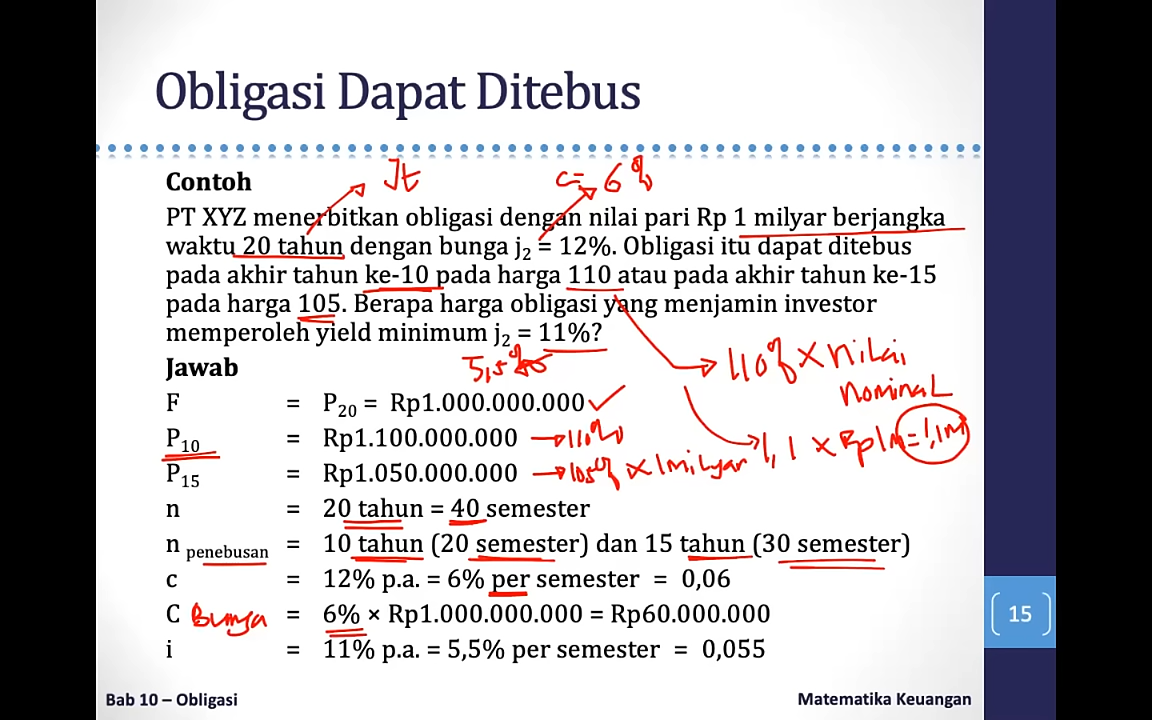 Obligasi Dapat Ditebus
Jt
c = 6%
Contoh
PT XYZ menerbitkan obligasi dengan nilai pari Rp 1 milyar berjangka
waktu 20 tahun dengan bunga j2 = 12%. Obligasi itu dapat ditebus
pada akhir tahun ke-10 pada harga 110 atau pada akhir tahun ke-15
pada harga 105. Berapa harga obligasi yang menjamin investor
memperoleh yield minimum j2 = 11%?
5,5%
110% × nilai
nominal
Jawab
F = P20 = Rp1.000.000.000
P10 = Rp1.100.000.000 → 110%
1,1 × Rp1M = 1,1M
P15 = Rp1.050.000.000 → 105% × 1 milyar
n = 20 tahun = 40 semester
n penebusan = 10 tahun (20 semester) dan 15 tahun (30 semester)
c = 12% p.a. = 6% per semester = 0,06
C Bunga = 6% × Rp1.000.000.000 = Rp60.000.000
i = 11% p.a. = 5,5% per semester = 0,055
15
Bab 10 – Obligasi
Matematika Keuangan